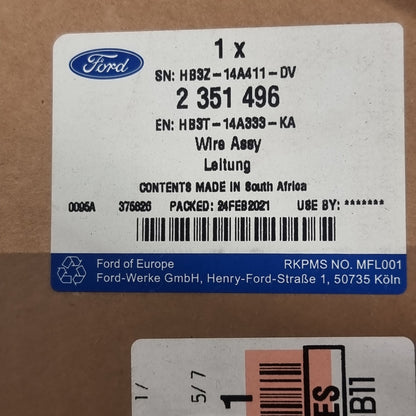 Ford
1 x
SN: HB3Z-14A411-DV
2 351 496
EN: HB3T-14A333-KA
Wire Assy
Leitung
CONTENTS MADE IN South Africa
0095A 375626 PACKED: 24FEB2021 USE BY: *******
Ford of Europe RKPMS NO. MFL001
Ford-Werke GmbH, Henry-Ford-Straße 1, 50735 Köln
1/
5/7
1
ES
B11